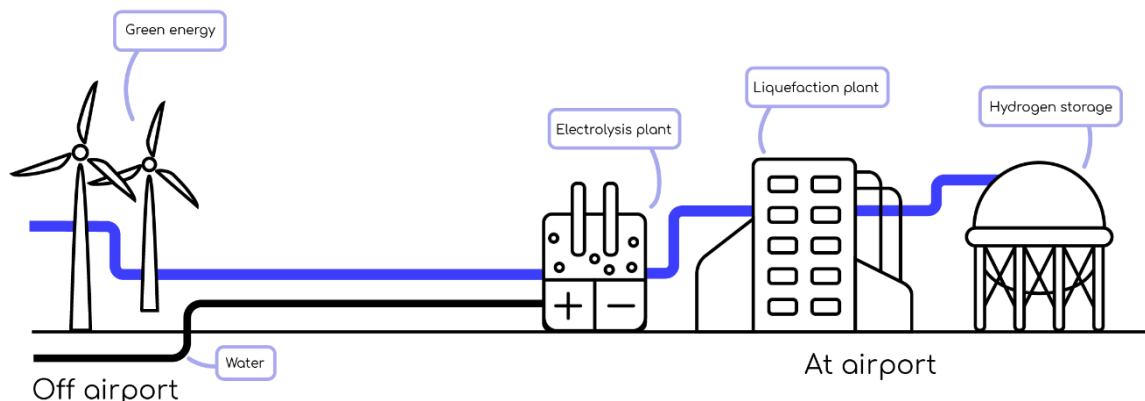 Green energy
Liquefaction plant
Hydrogen storage
Electrolysis plant
+ −
Water
At airport
Off airport